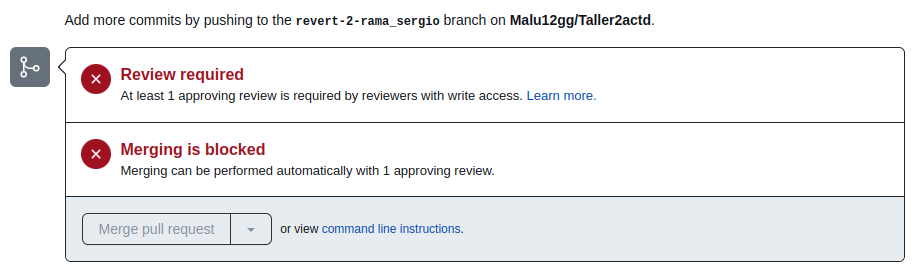 Add more commits by pushing to the revert-2-rama_sergio branch on Malu12gg/Taller2actd.
Review required
At least 1 approving review is required by reviewers with write access. Learn more.
Merging is blocked
Merging can be performed automatically with 1 approving review.
Merge pull request or view command line instructions.